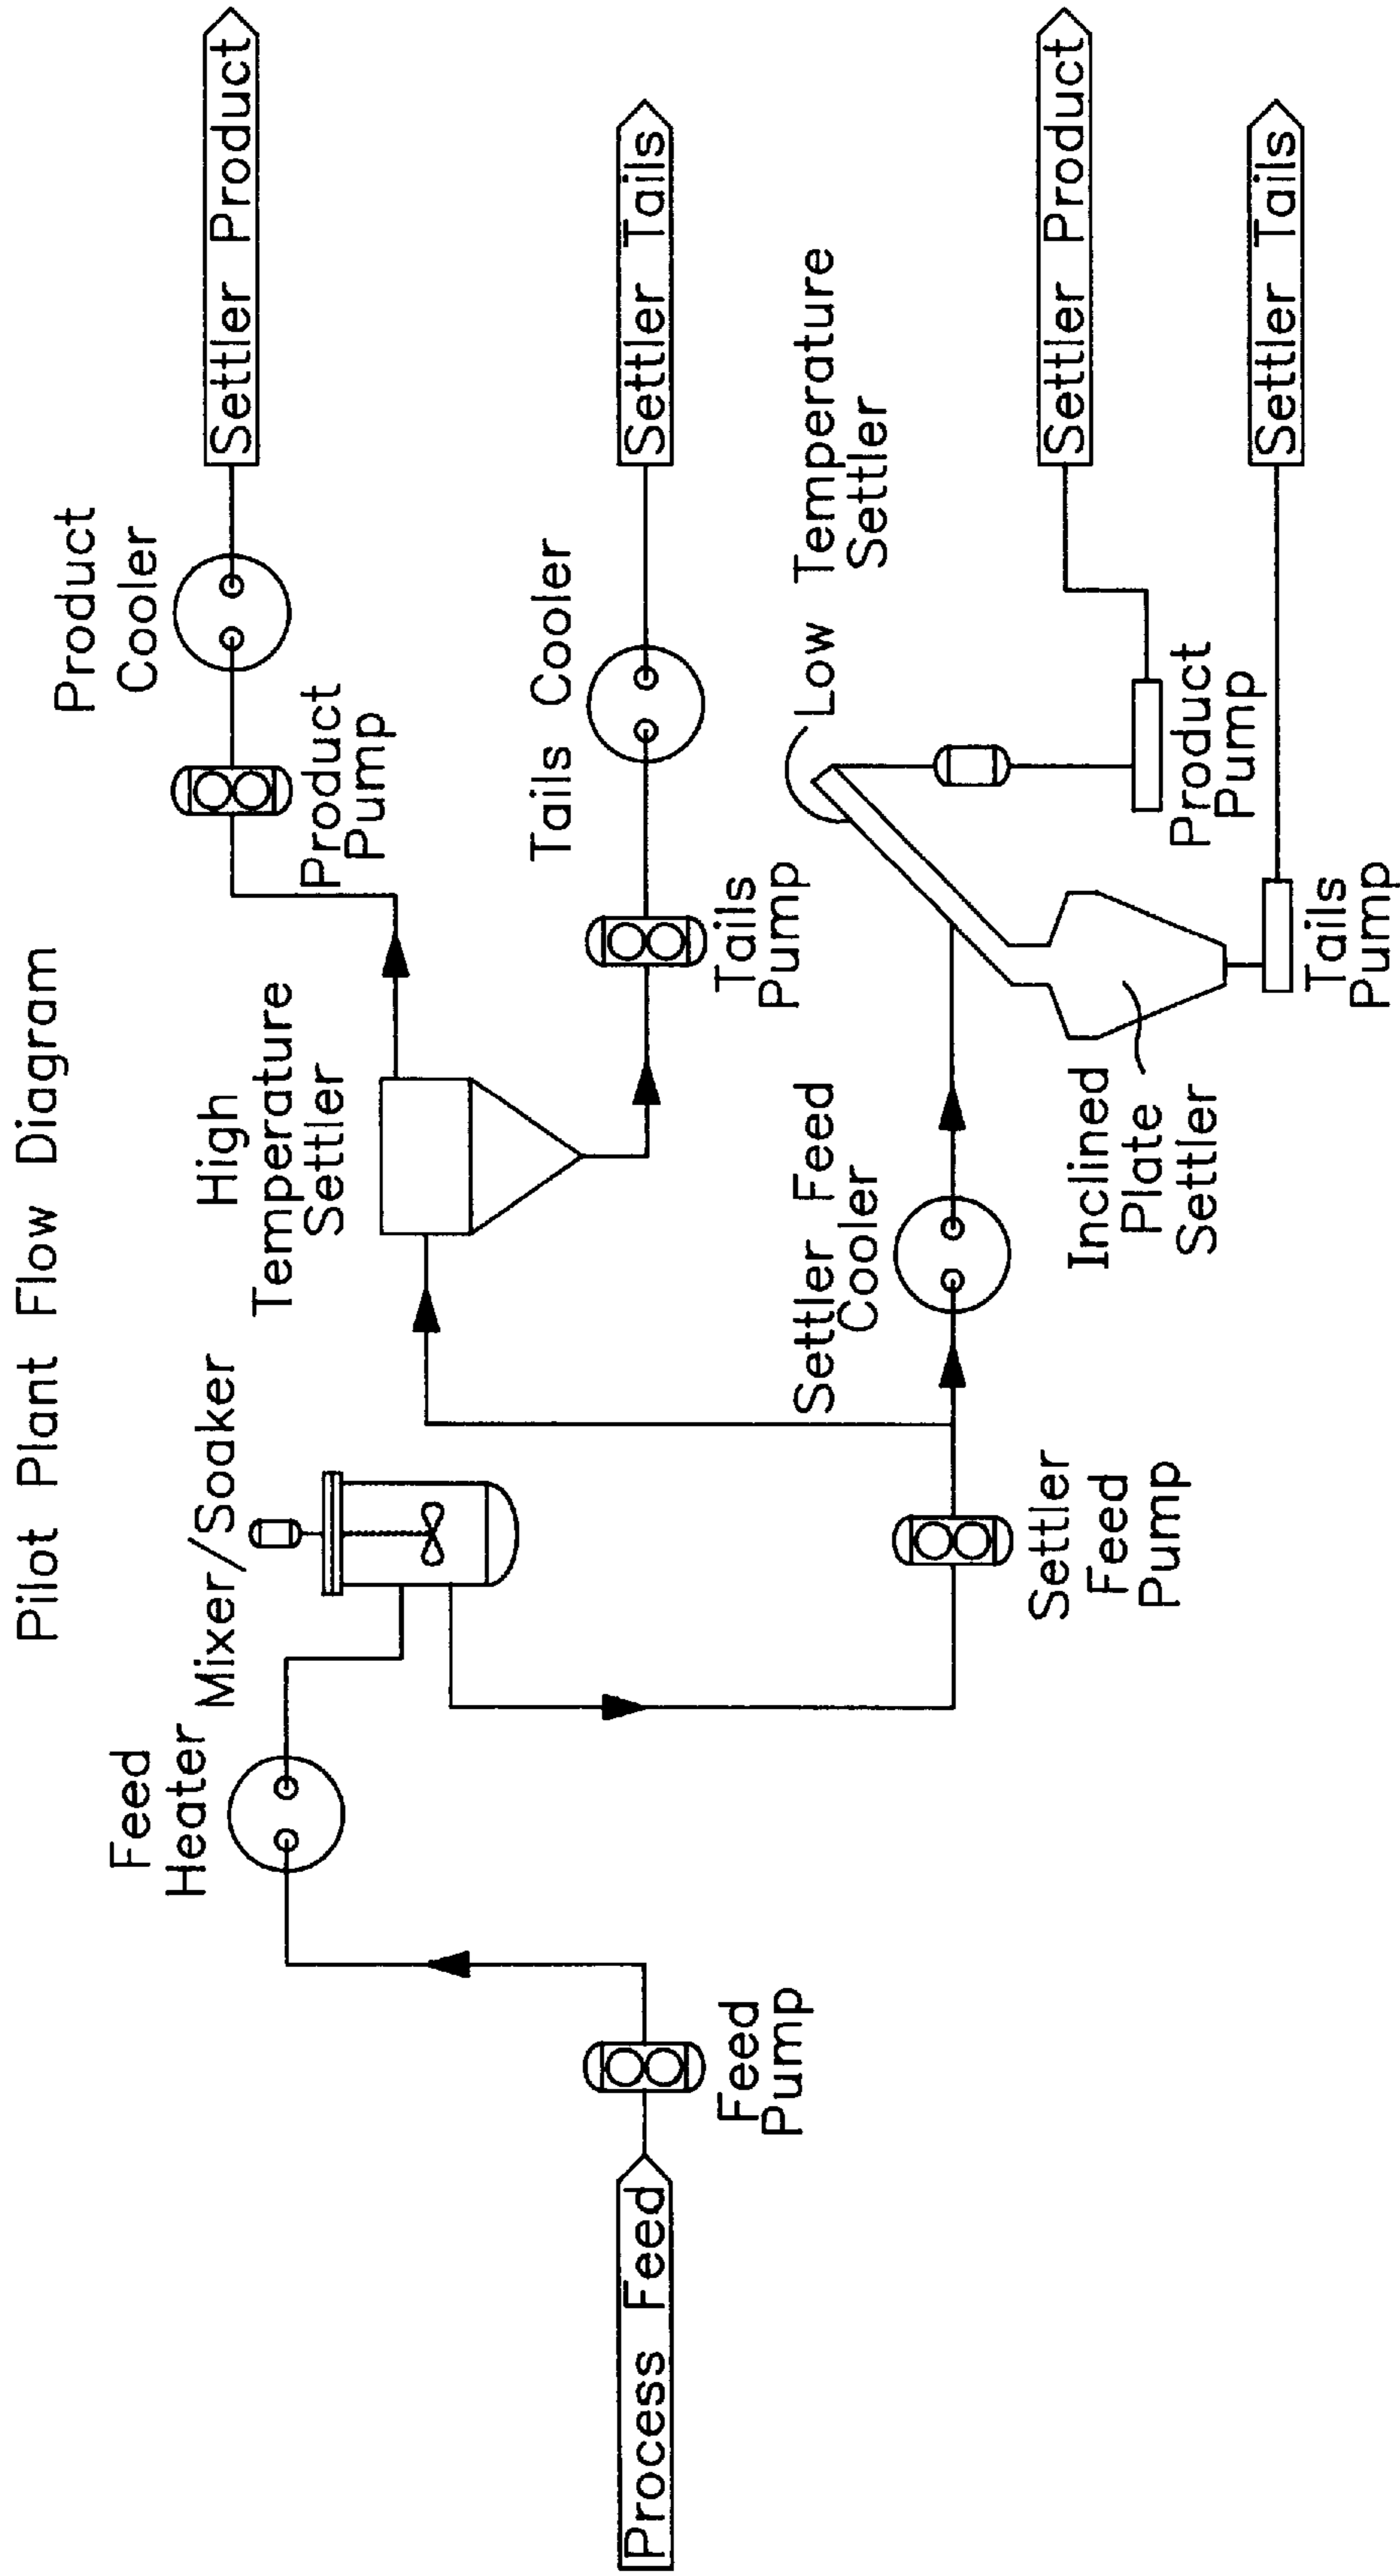 Pilot Plant Flow Diagram
Process Feed
Feed
Pump
Feed
Heater
Mixer/Soaker
Settler
Feed
Pump
High
Temperature
Settler
Product
Pump
Product
Cooler
Settler Product
Tails
Pump
Tails Cooler
Settler Tails
Settler Feed
Cooler
Inclined
Plate
Settler
Low Temperature
Settler
Product
Pump
Settler Product
Tails
Pump
Settler Tails